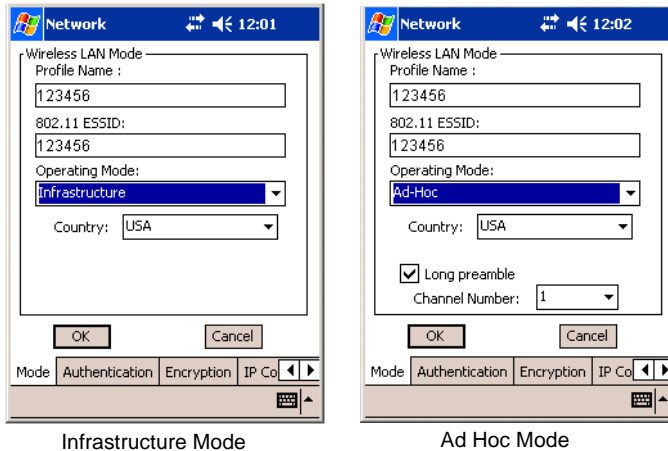 Network 12:01
Wireless LAN Mode
Profile Name :
123456
802.11 ESSID:
123456
Operating Mode:
Infrastructure
Country: USA
OK Cancel
Mode Authentication Encryption IP Co
Infrastructure Mode
Network 12:02
Wireless LAN Mode
Profile Name :
123456
802.11 ESSID:
123456
Operating Mode:
Ad-Hoc
Country: USA
Long preamble
Channel Number: 1
OK Cancel
Mode Authentication Encryption IP Co
Ad Hoc Mode